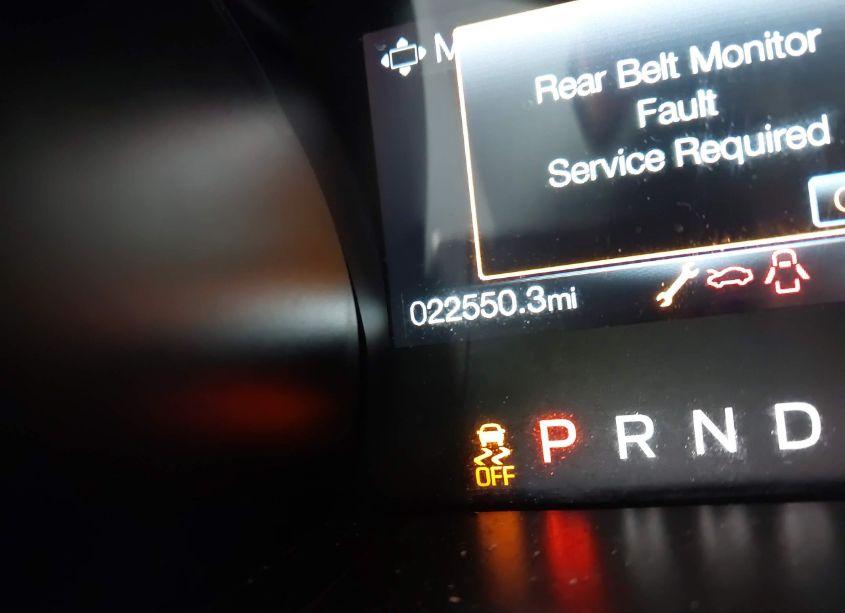 M
Rear Belt Monitor
Fault
Service Required
022550.3mi
P R N D
OFF